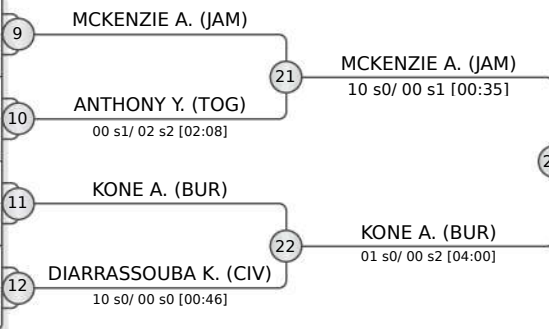 9
MCKENZIE A. (JAM)
21
MCKENZIE A. (JAM)
10 s0/ 00 s1 [00:35]
10
ANTHONY Y. (TOG)
00 s1/ 02 s2 [02:08]
11
KONE A. (BUR)
22
KONE A. (BUR)
01 s0/ 00 s2 [04:00]
12
DIARRASSOUBA K. (CIV)
10 s0/ 00 s0 [00:46]